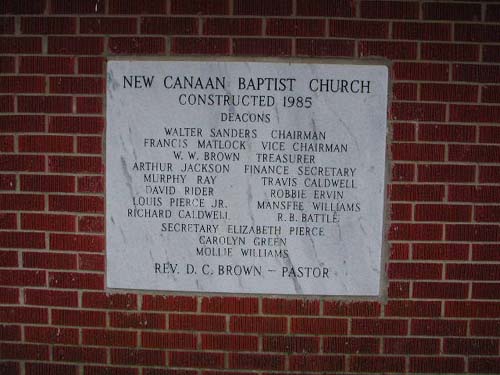 NEW CANAAN BAPTIST CHURCH
CONSTRUCTED 1985
DEACONS
WALTER SANDERS CHAIRMAN
FRANCIS MATLOCK VICE CHAIRMAN
W. W. BROWN TREASURER
ARTHUR JACKSON FINANCE SECRETARY
MURPHY RAY TRAVIS CALDWELL
DAVID RIDER ROBBIE ERVIN
LOUIS PIERCE JR. MANSFEE WILLIAMS
RICHARD CALDWELL R. B. BATTLE
SECRETARY ELIZABETH PIERCE
CAROLYN GREEN
MOLLIE WILLIAMS
REV. D. C. BROWN - PASTOR